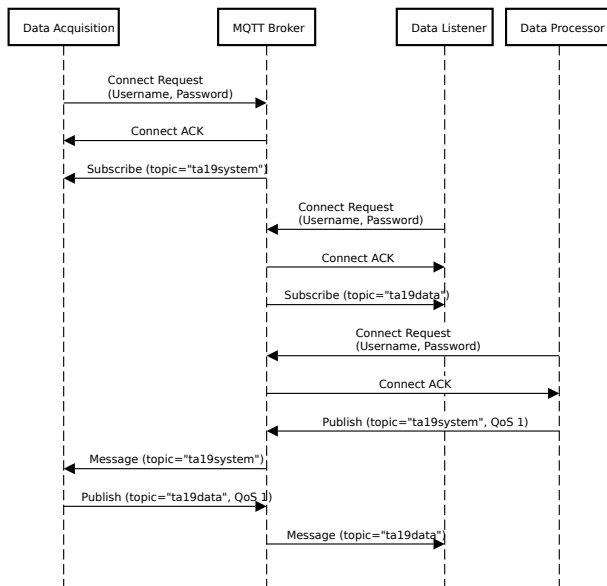 Data Acquisition
MQTT Broker
Data Listener
Data Processor
Connect Request
(Username, Password)
Connect ACK
Subscribe (topic="ta19system")
Connect Request
(Username, Password)
Connect ACK
Subscribe (topic="ta19data")
Connect Request
(Username, Password)
Connect ACK
Publish (topic="ta19system", QoS 1)
Message (topic="ta19system")
Publish (topic="ta19data", QoS 1)
Message (topic="ta19data")